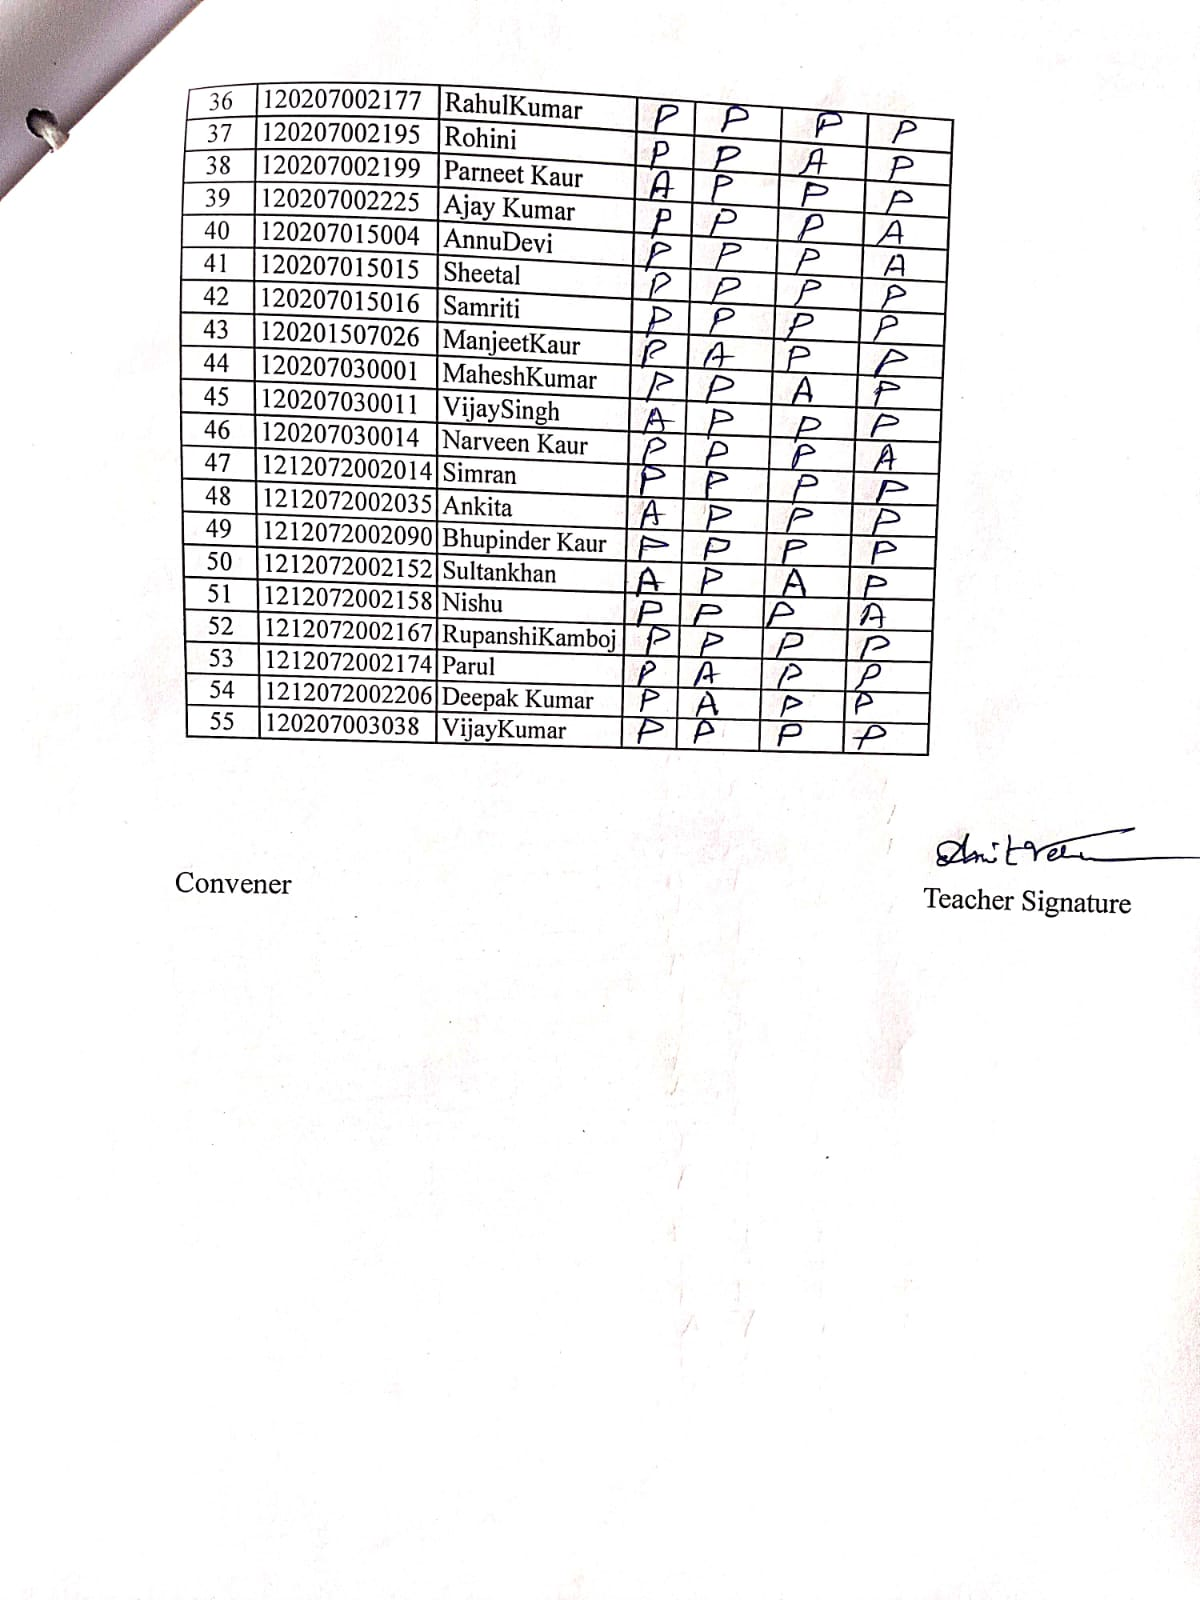 36 120207002177 RahulKumar P P P P
37 120207002195 Rohini P P A P
38 120207002199 Parneet Kaur A P P P
39 120207002225 Ajay Kumar P P P A
40 120207015004 AnnuDevi P P P A
41 120207015015 Sheetal P P P P
42 120207015016 Samriti P P P P
43 120201507026 ManjeetKaur P A P P
44 120207030001 MaheshKumar P P A P
45 120207030011 VijaySingh A P P P
46 120207030014 Narveen Kaur P P P A
47 1212072002014 Simran P P P P
48 1212072002035 Ankita A P P P
49 1212072002090 Bhupinder Kaur P P P P
50 1212072002152 Sultankhan A P A P
51 1212072002158 Nishu P P P A
52 1212072002167 RupanshiKamboj P P P P
53 1212072002174 Parul P A P P
54 1212072002206 Deepak Kumar P A P P
55 120207003038 VijayKumar P P P P
Convener
Teacher Signature